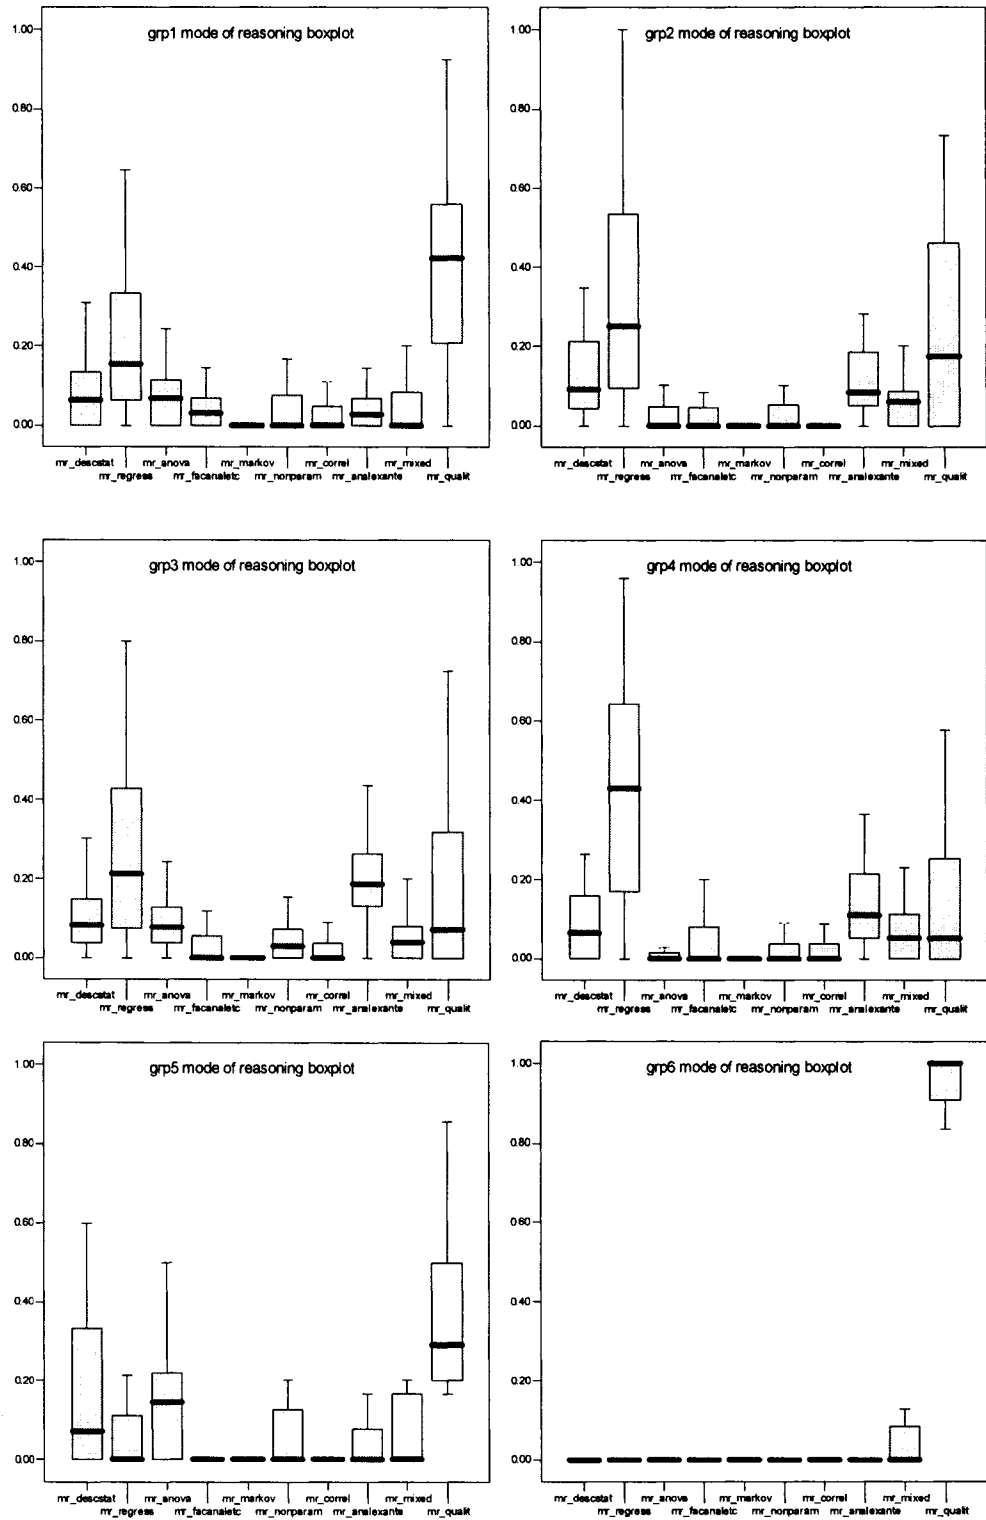 grp1 mode of reasoning boxplot
1.00
0.80
0.60
0.40
0.20
0.00
mr_descstat mr_anova mr_markov mr_correl mr_mixed
mr_regress mr_facanaletc mr_nonparam mr_analexante mr_qualit
grp2 mode of reasoning boxplot
1.00
0.80
0.60
0.40
0.20
0.00
mr_descstat mr_anova mr_markov mr_correl mr_mixed
mr_regress mr_facanaletc mr_nonparam mr_analexante mr_qualit
grp3 mode of reasoning boxplot
1.00
0.80
0.60
0.40
0.20
0.00
mr_descstat mr_anova mr_markov mr_correl mr_mixed
mr_regress mr_facanaletc mr_nonparam mr_analexante mr_qualit
grp4 mode of reasoning boxplot
1.00
0.80
0.60
0.40
0.20
0.00
mr_descstat mr_anova mr_markov mr_correl mr_mixed
mr_regress mr_facanaletc mr_nonparam mr_analexante mr_qualit
grp5 mode of reasoning boxplot
1.00
0.80
0.60
0.40
0.20
0.00
mr_descstat mr_anova mr_markov mr_correl mr_mixed
mr_regress mr_facanaletc mr_nonparam mr_analexante mr_qualit
grp6 mode of reasoning boxplot
1.00
0.80
0.60
0.40
0.20
0.00
mr_descstat mr_anova mr_markov mr_correl mr_mixed
mr_regress mr_facanaletc mr_nonparam mr_analexante mr_qualit